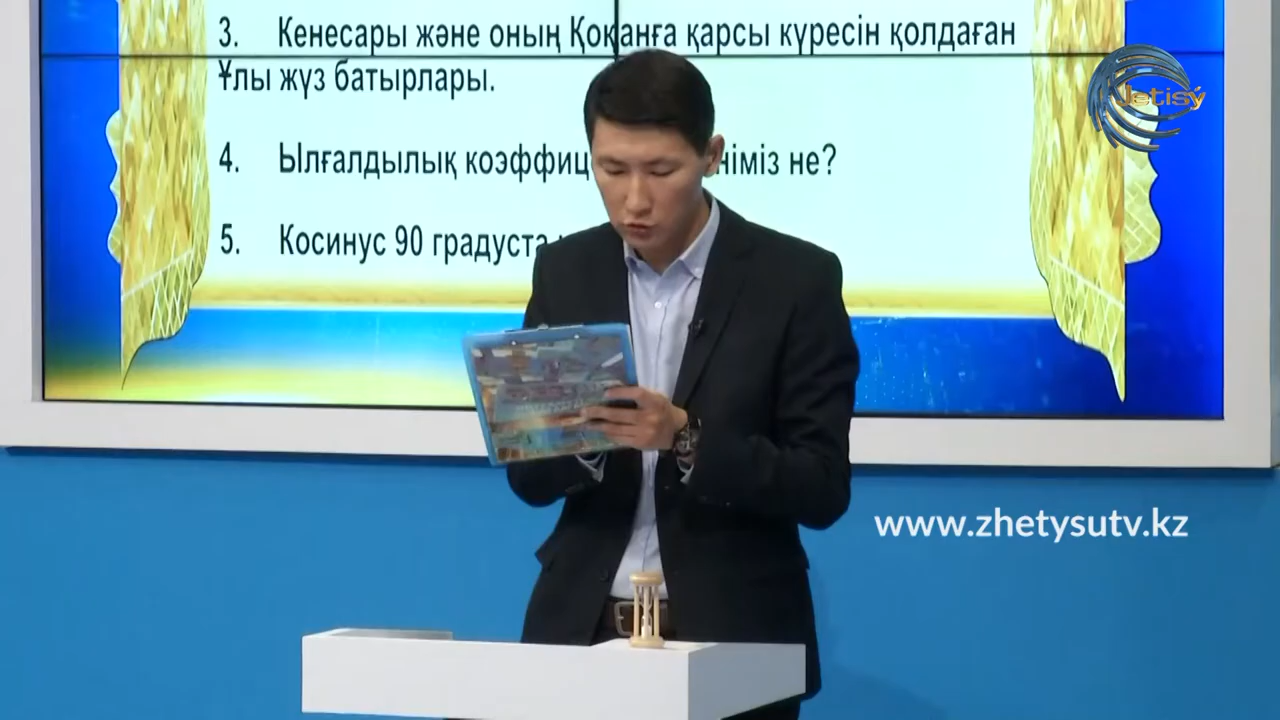 3. Кенесары және оның Қоқанға қарсы күресін қолдаған
Ұлы жүз батырлары.
Jetisý
4. Ылғалдылық коэффиц німіз не?
5. Косинус 90 градуста
www.zhetysutv.kz